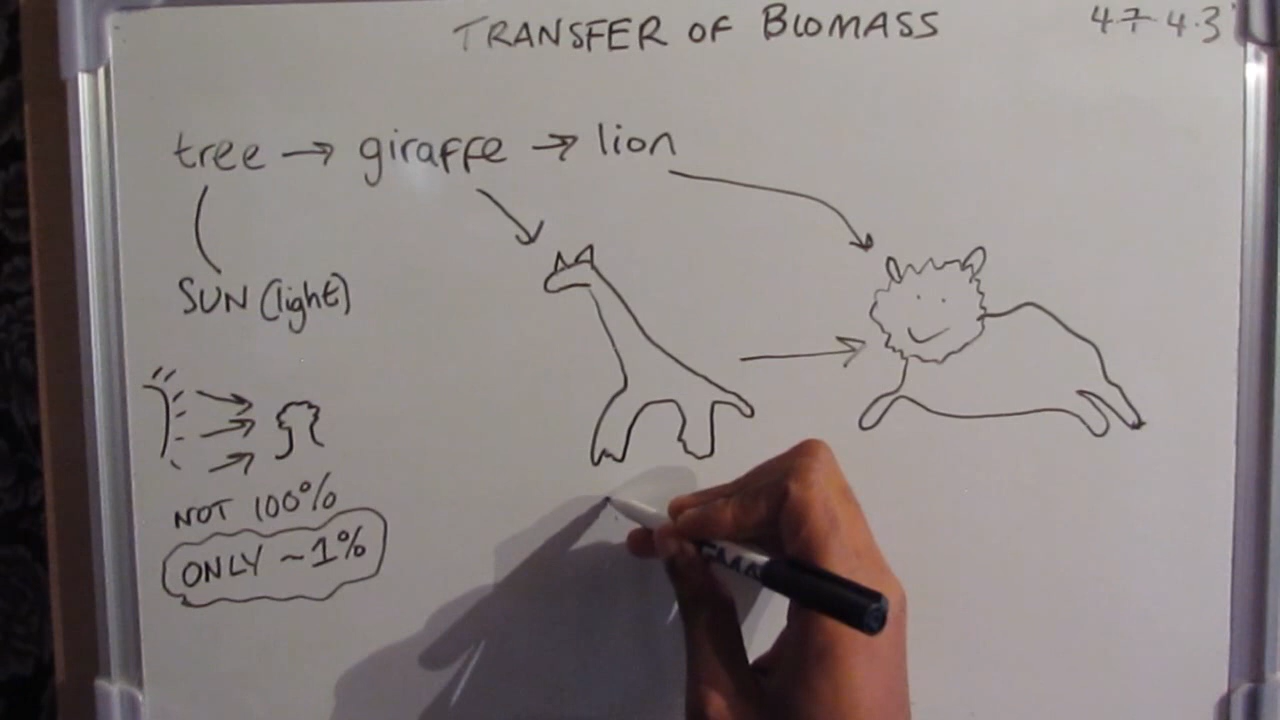 TRANSFER OF BIOMASS
4.7 4.3
tree → giraffe → lion
SUN (light)
NOT 100%
ONLY ~1%